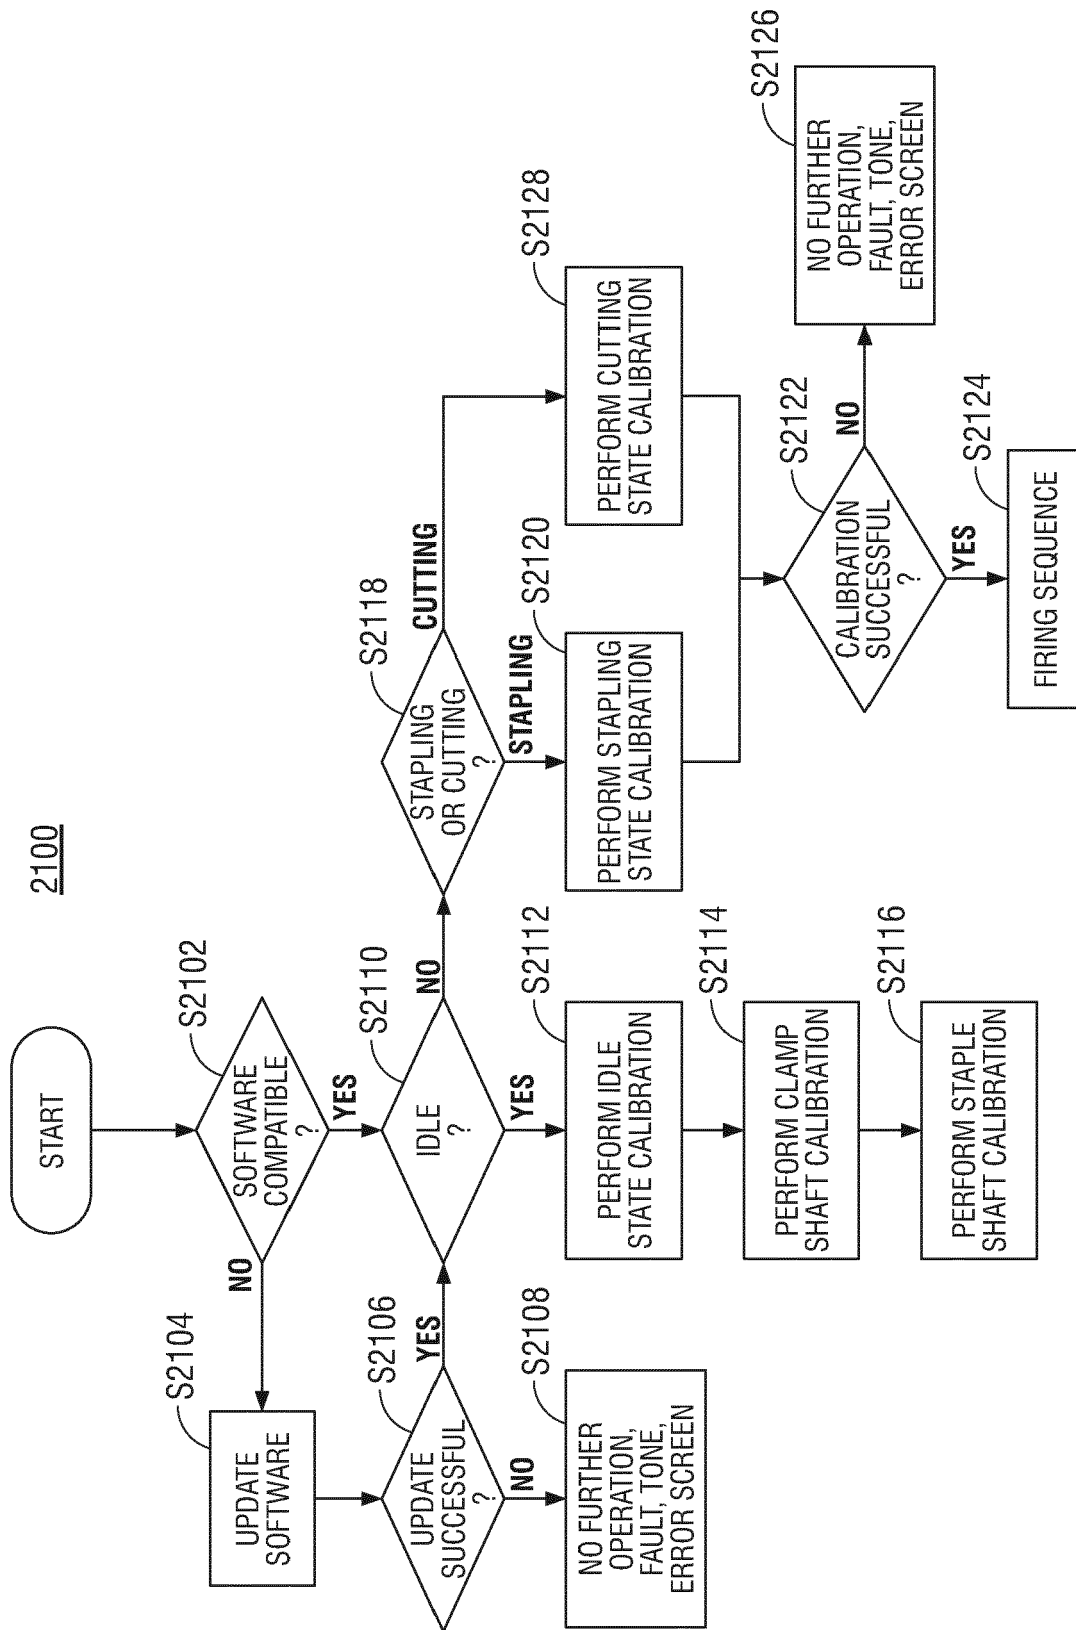 2100
START
S2102
SOFTWARE
COMPATIBLE
?
NO
YES
S2104
UPDATE
SOFTWARE
S2106
UPDATE
SUCCESSFUL
?
YES
NO
S2108
NO FURTHER
OPERATION,
FAULT, TONE,
ERROR SCREEN
S2110
IDLE
?
NO
YES
S2112
PERFORM IDLE
STATE CALIBRATION
S2114
PERFORM CLAMP
SHAFT CALIBRATION
S2116
PERFORM STAPLE
SHAFT CALIBRATION
S2118
STAPLING
OR CUTTING
?
CUTTING
STAPLING
S2120
PERFORM STAPLING
STATE CALIBRATION
S2128
PERFORM CUTTING
STATE CALIBRATION
S2122
CALIBRATION
SUCCESSFUL
?
NO
YES
S2124
FIRING SEQUENCE
S2126
NO FURTHER
OPERATION,
FAULT, TONE,
ERROR SCREEN